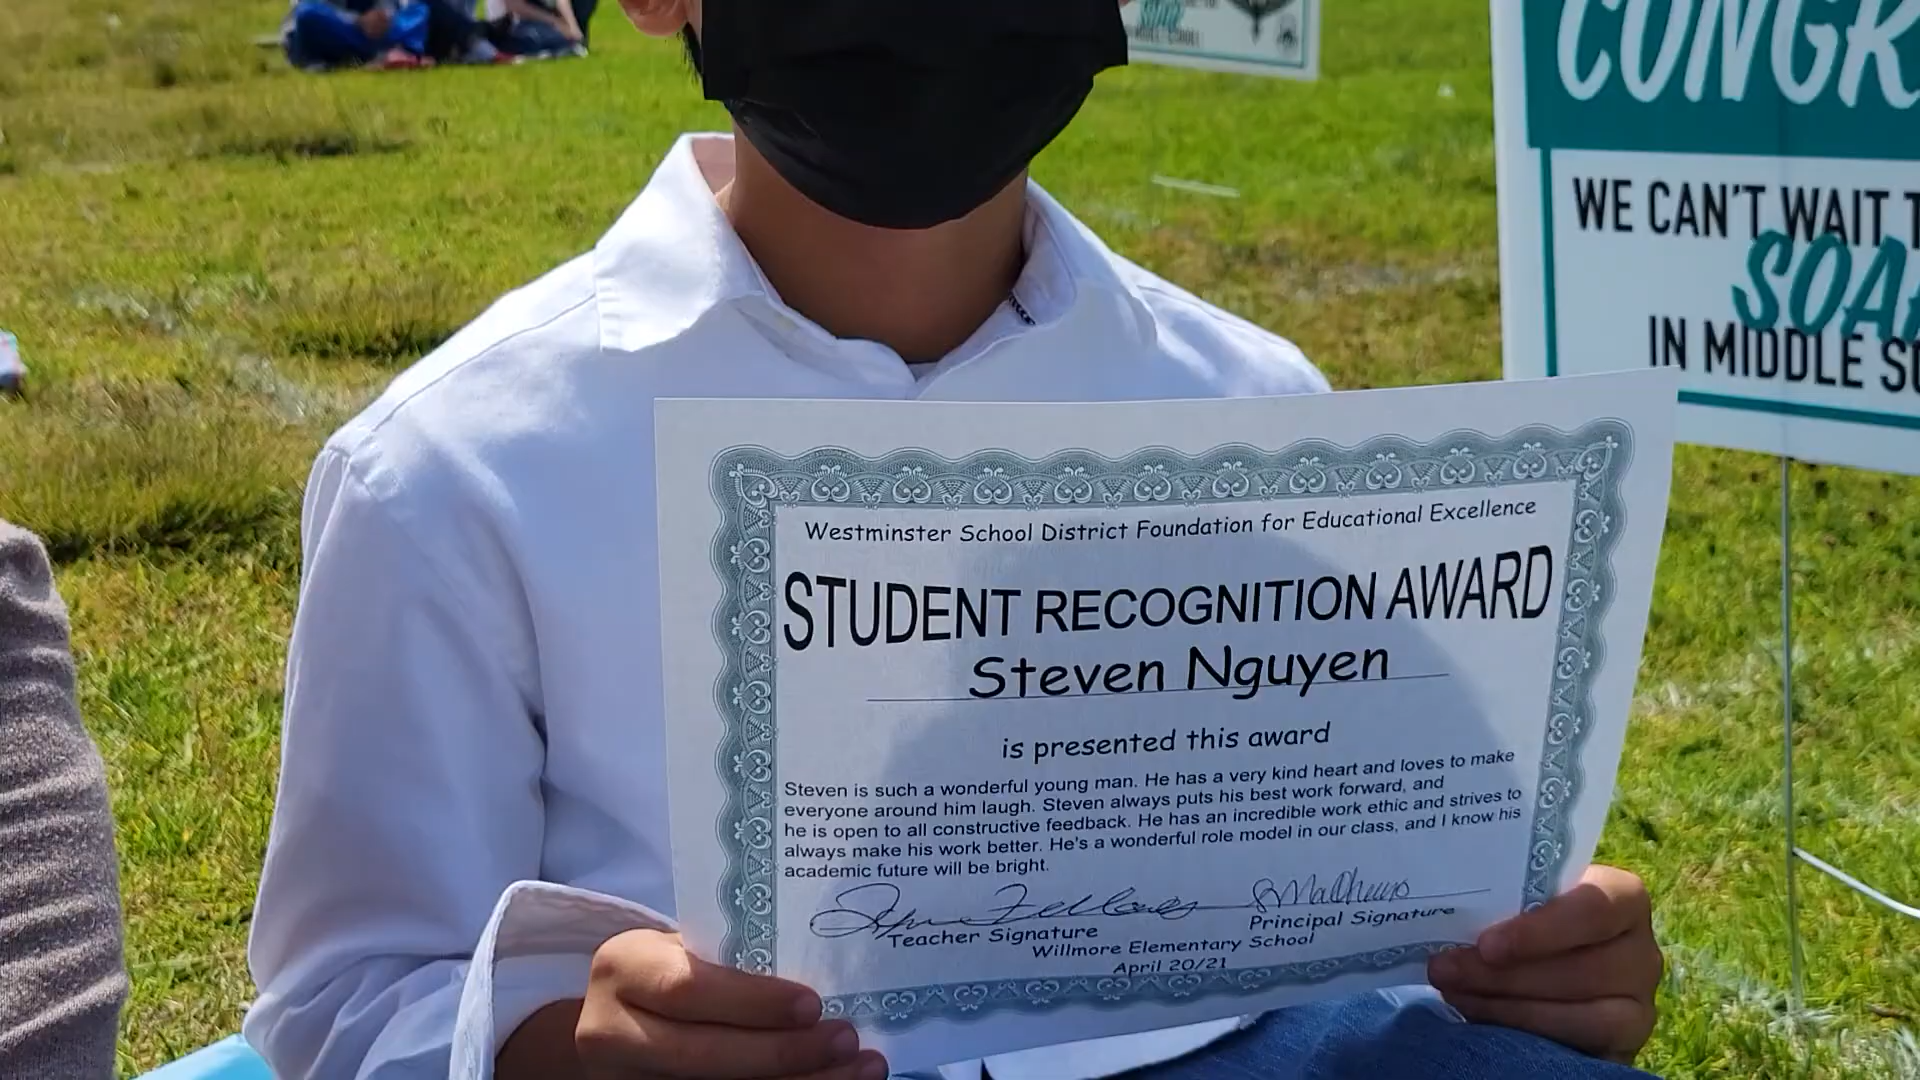 CONGR
WE CAN'T WAIT T
SOA
IN MIDDLE SC
Westminster School District Foundation for Educational Excellence
STUDENT RECOGNITION AWARD
Steven Nguyen
is presented this award
Steven is such a wonderful young man. He has a very kind heart and loves to make
everyone around him laugh. Steven always puts his best work forward, and
he is open to all constructive feedback. He has an incredible work ethic and strives to
always make his work better. He's a wonderful role model in our class, and I know his
academic future will be bright.
Teacher Signature
Principal Signature
Willmore Elementary School
April 20/21